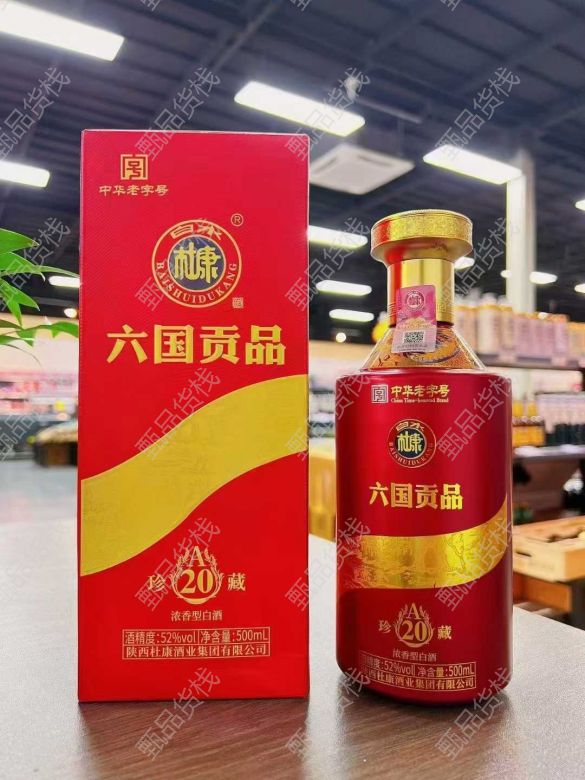 中华老字号
白水
杜康
®
BAISHUIDUKANG
六国贡品
A
珍 20 藏
浓香型白酒
酒精度:52%vol 净含量:500mL
陕西杜康酒业集团有限公司
中华老字号
China Time-honored Brand
白水
杜康
BAISHUIDUKANG
六国贡品
A
珍 20 藏
浓香型白酒
酒精度:52%vol 净含量:500mL
陕西杜康酒业集团有限公司
甄品货栈